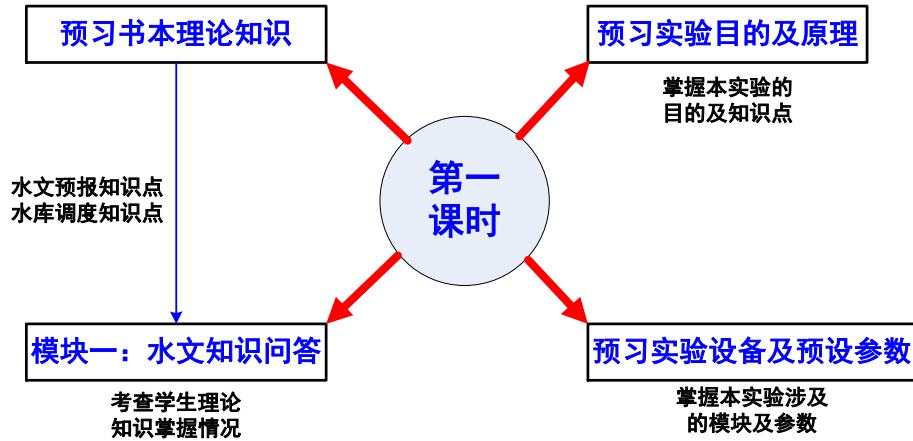 预习书本理论知识
预习实验目的及原理
掌握本实验的
目的及知识点
第一
课时
水文预报知识点
水库调度知识点
模块一：水文知识问答
预习实验设备及预设参数
考查学生理论
知识掌握情况
掌握本实验涉及
的模块及参数